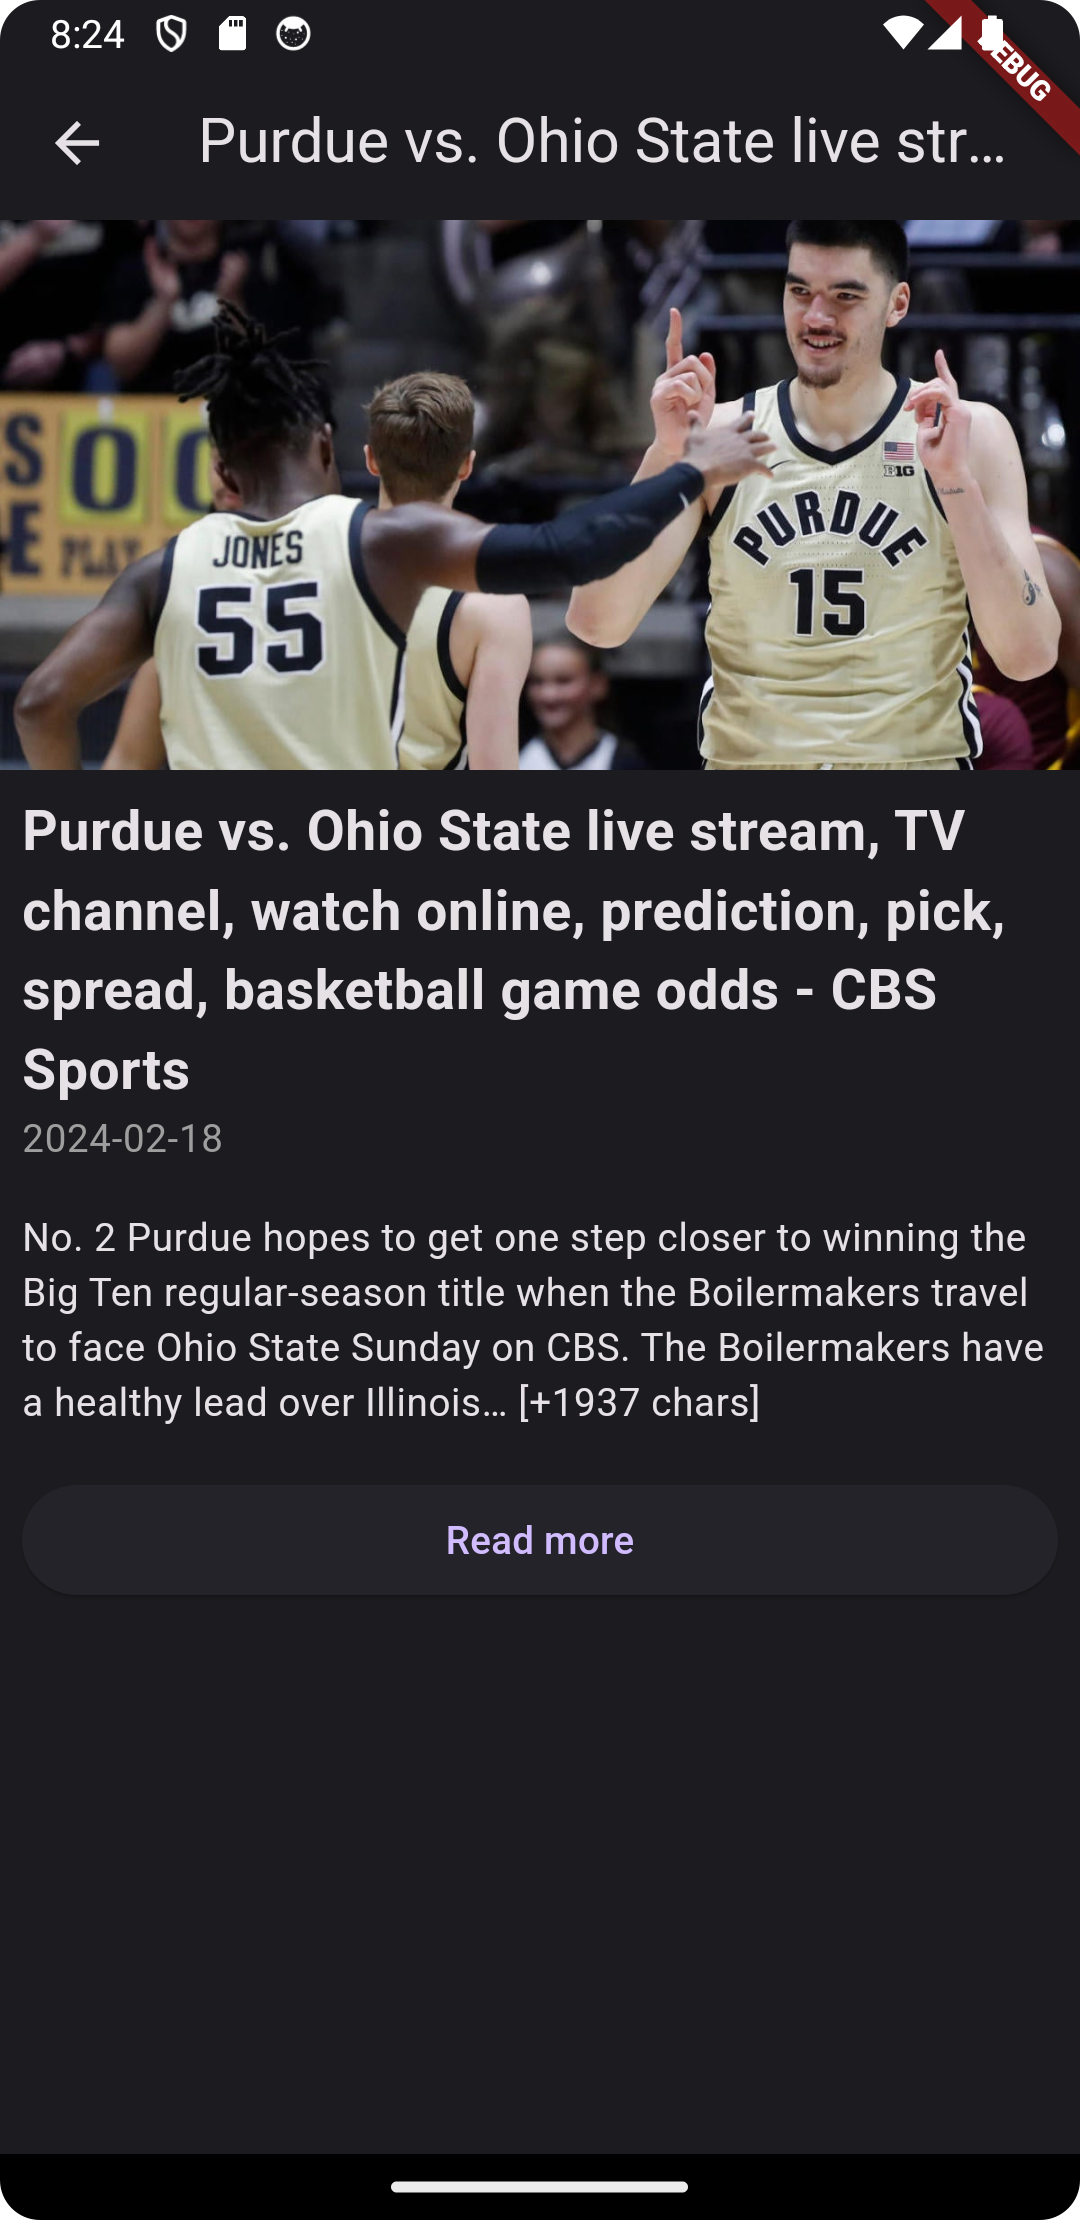 8:24
DEBUG
Purdue vs. Ohio State live str...
JONES
55
PURDUE
15
B1G
PLAY
Purdue vs. Ohio State live stream, TV
channel, watch online, prediction, pick,
spread, basketball game odds - CBS
Sports
2024-02-18
No. 2 Purdue hopes to get one step closer to winning the
Big Ten regular-season title when the Boilermakers travel
to face Ohio State Sunday on CBS. The Boilermakers have
a healthy lead over Illinois… [+1937 chars]
Read more